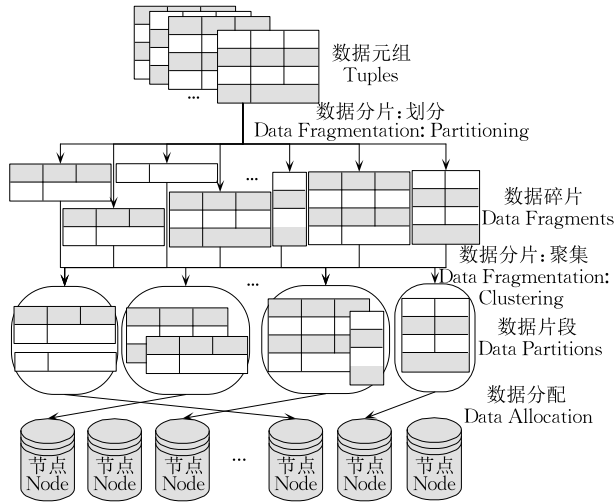 数据元组
Tuples
...
数据分片:划分
Data Fragmentation: Partitioning
...
数据碎片
Data Fragments
数据分片:聚集
Data Fragmentation:
Clustering
...
数据片段
Data Partitions
数据分配
Data Allocation
节点 节点 节点 ... 节点 节点 节点
Node Node Node Node Node Node